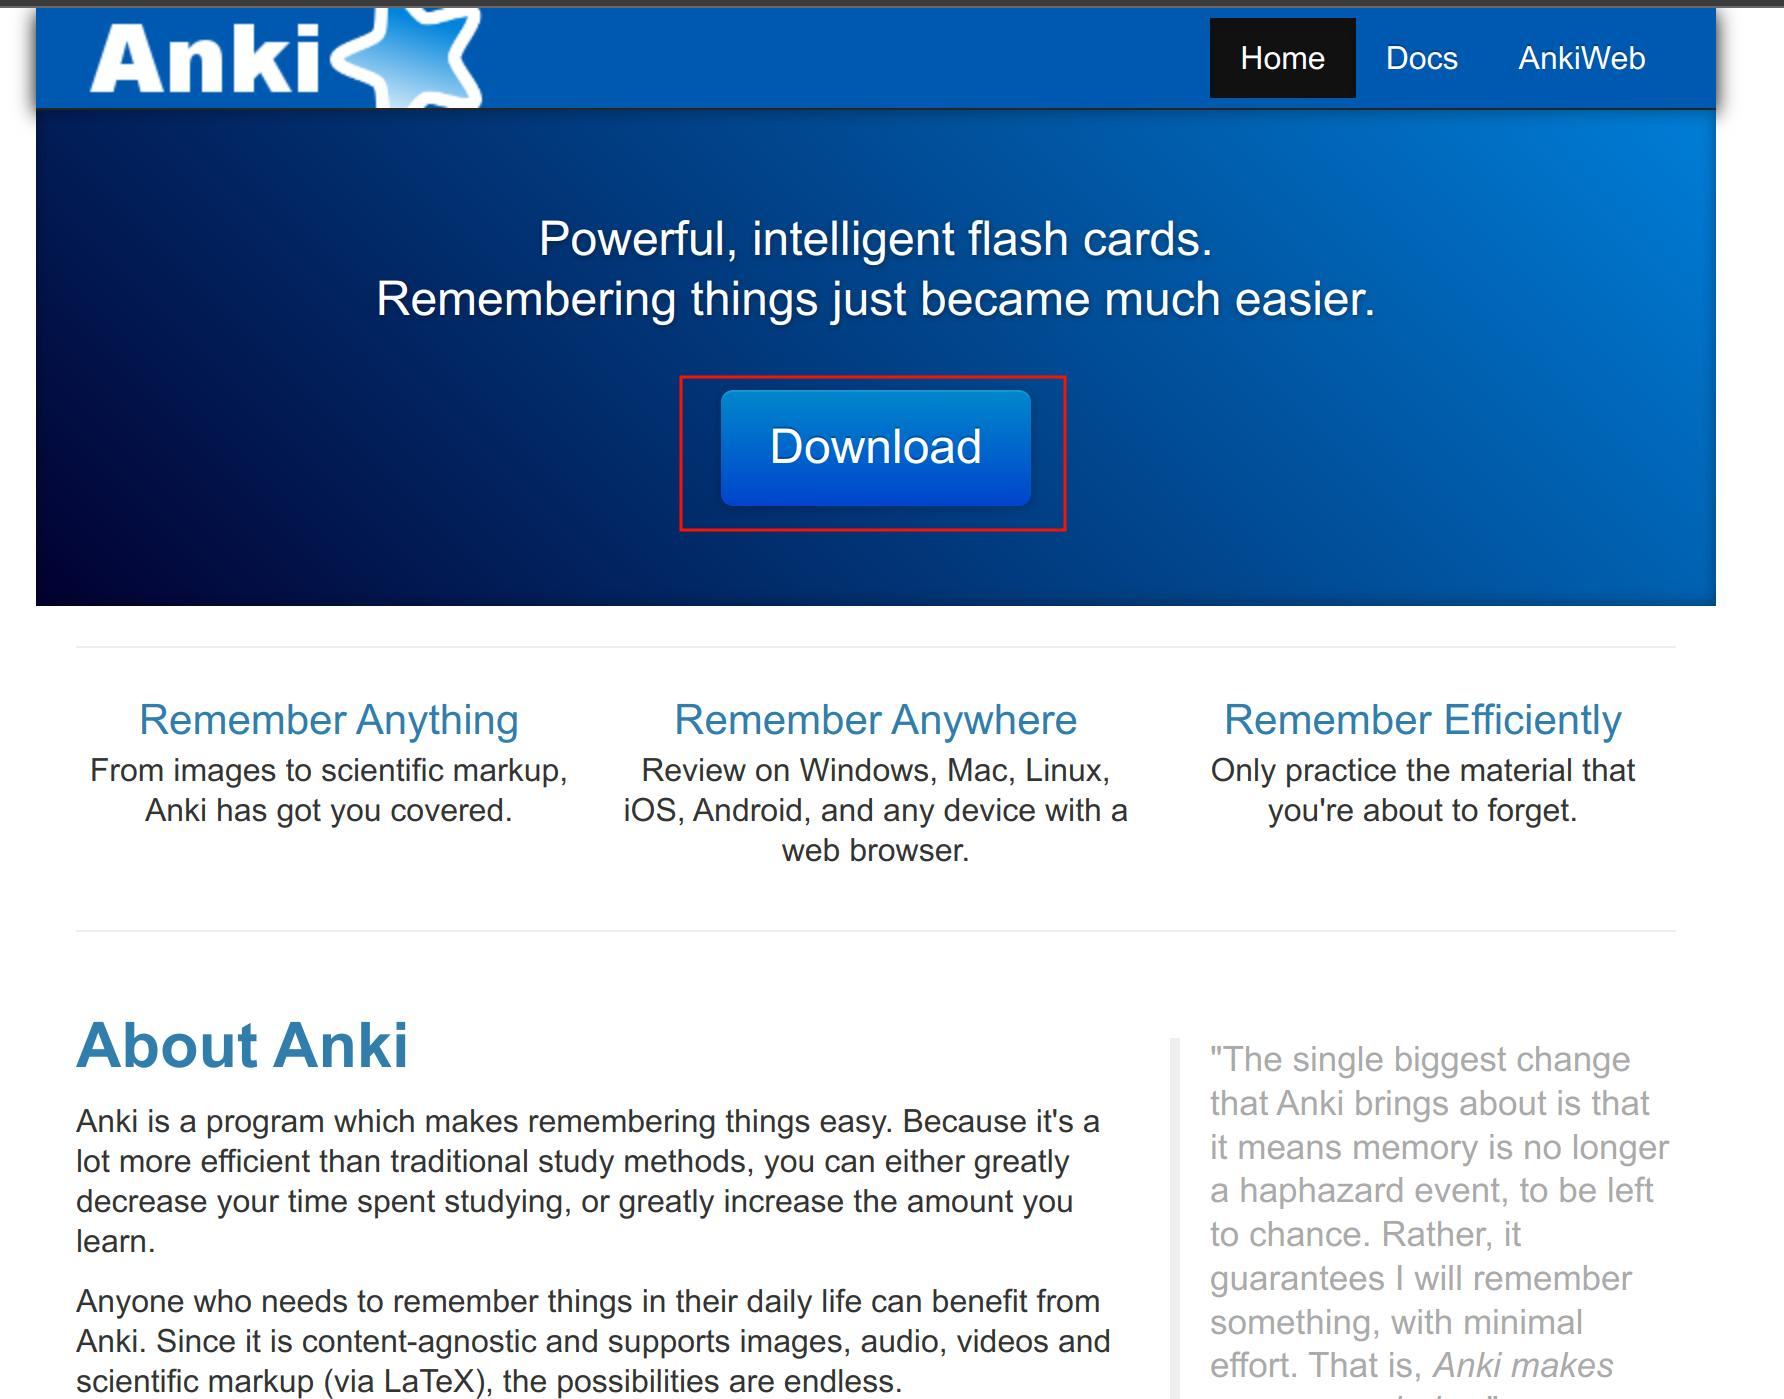 Anki
Home Docs AnkiWeb
Powerful, intelligent flash cards.
Remembering things just became much easier.
Download
Remember Anything
From images to scientific markup,
Anki has got you covered.
Remember Anywhere
Review on Windows, Mac, Linux,
iOS, Android, and any device with a
web browser.
Remember Efficiently
Only practice the material that
you're about to forget.
About Anki
Anki is a program which makes remembering things easy. Because it's a
lot more efficient than traditional study methods, you can either greatly
decrease your time spent studying, or greatly increase the amount you
learn.
Anyone who needs to remember things in their daily life can benefit from
Anki. Since it is content-agnostic and supports images, audio, videos and
scientific markup (via LaTeX), the possibilities are endless.
"The single biggest change
that Anki brings about is that
it means memory is no longer
a haphazard event, to be left
to chance. Rather, it
guarantees I will remember
something, with minimal
effort. That is, Anki makes